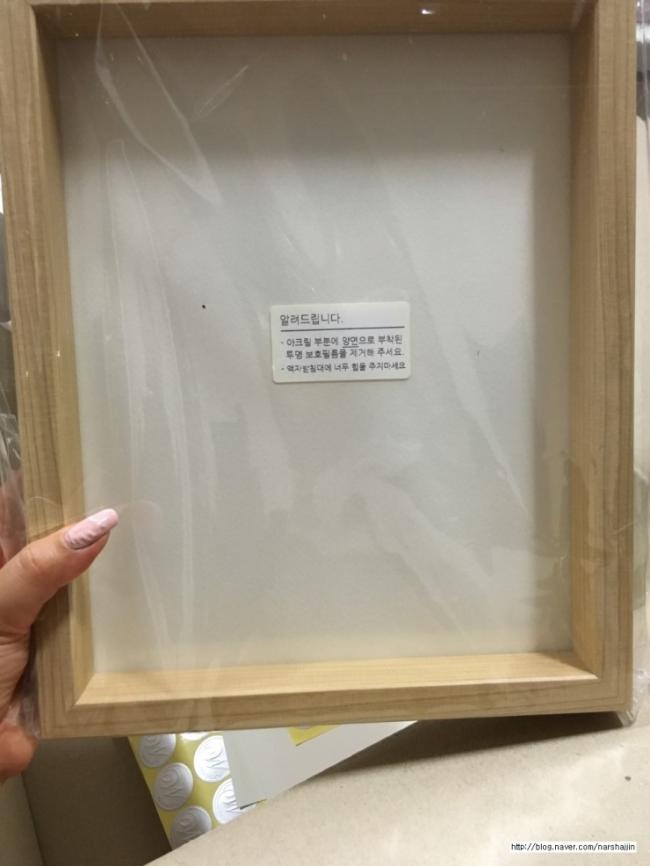 알려드립니다.
- 아크릴 부분에 양면으로 부착된
투명 보호필름을 제거해 주세요.
- 액자받침대에 너무 힘을 주지마세요
http://blog.naver.com/narshajjin